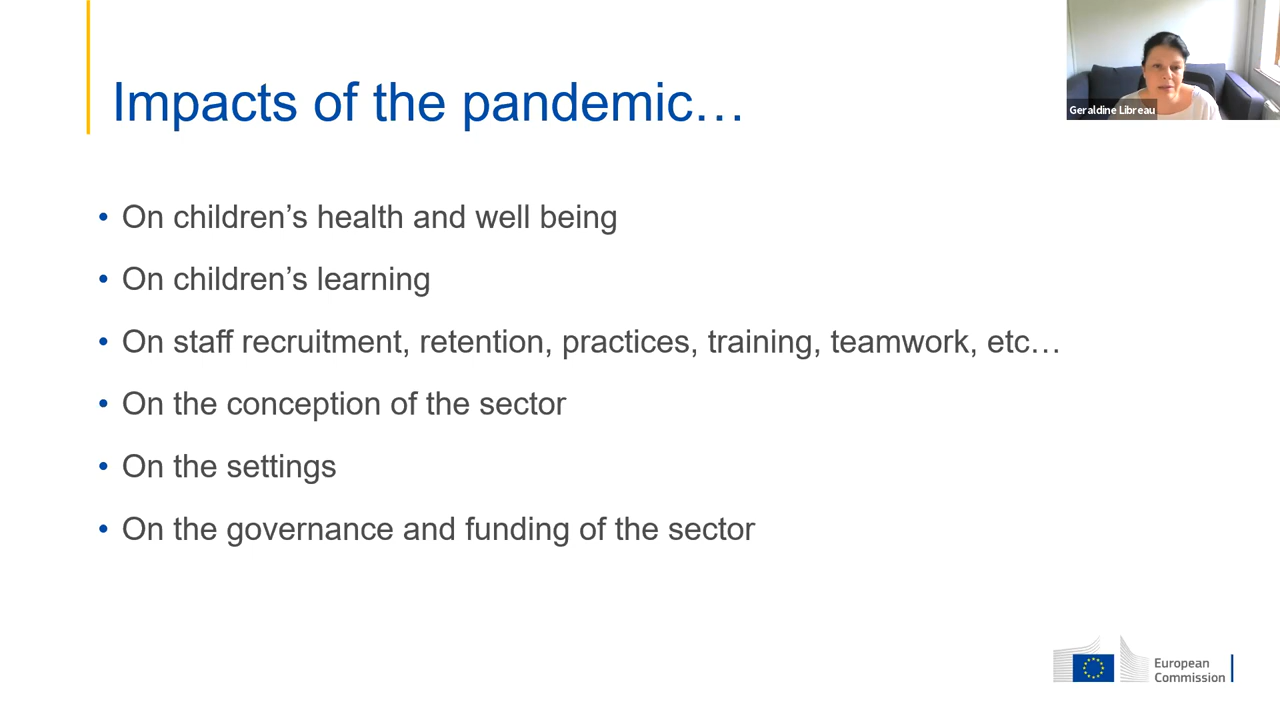 Impacts of the pandemic…
Geraldine Libreau
• On children’s health and well being
• On children’s learning
• On staff recruitment, retention, practices, training, teamwork, etc…
• On the conception of the sector
• On the settings
• On the governance and funding of the sector
European
Commission